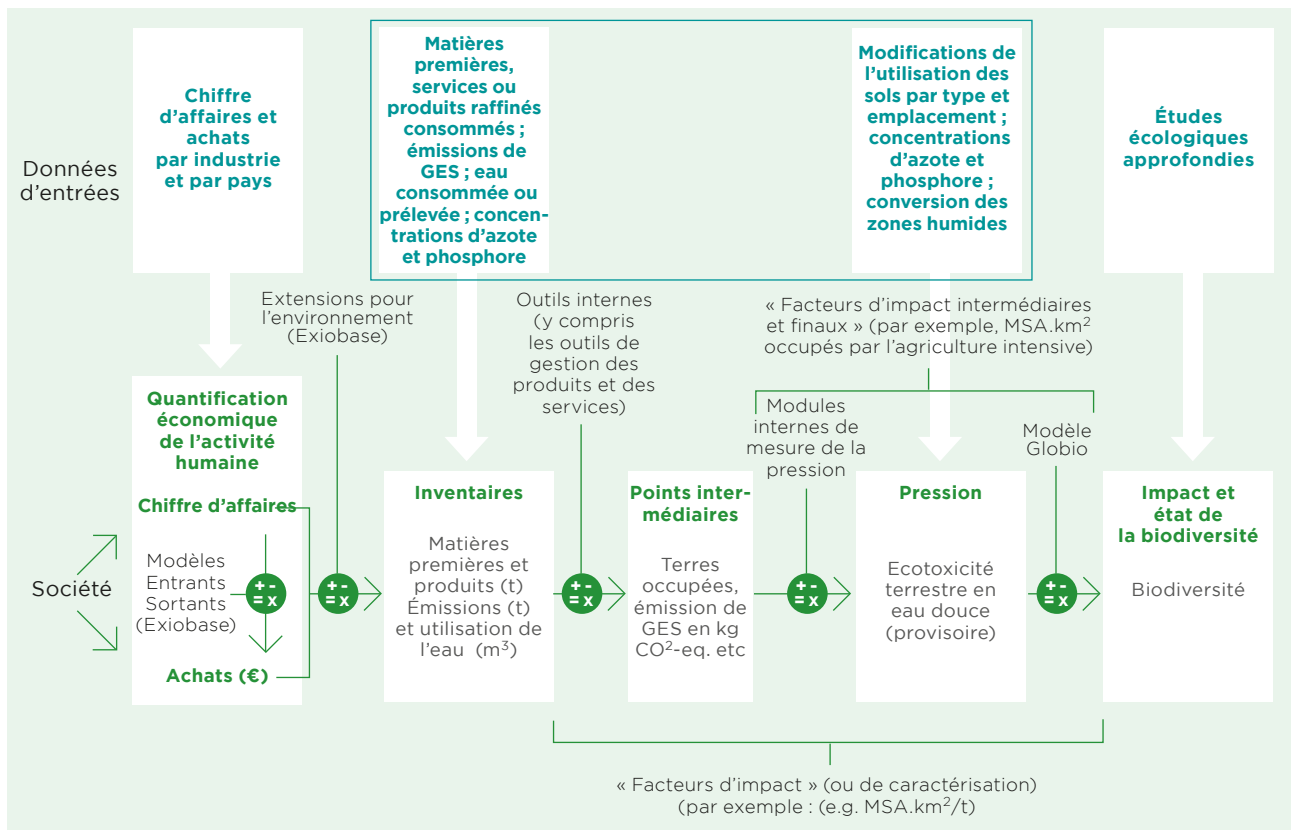 Données
d'entrées
Chiffre
d'affaires et
achats
par industrie
et par pays
Matières
premières,
services ou
produits raffinés
consommés ;
émissions de
GES ; eau
consommée ou
prélevée ; concen-
trations d'azote
et phosphore
Modifications de
l'utilisation des
sols par type et
emplacement ;
concentrations
d'azote et
phosphore ;
conversion des
zones humides
Études
écologiques
approfondies
Extensions pour
l'environnement
(Exiobase)
Outils internes
(y compris
les outils de
gestion des
produits et des
services)
« Facteurs d'impact intermédiaires
et finaux » (par exemple, MSA.km²
occupés par l'agriculture intensive)
Modules
internes de
mesure de la
pression
Modèle
Globio
Société
Quantification
économique
de l'activité
humaine
Chiffre d'affaires
Modèles
Entrants
Sortants
(Exiobase)
+ -
= x
Achats (€)
+ -
= x
Inventaires
Matières
premières et
produits (t)
Émissions (t)
et utilisation de
l'eau (m³)
+ -
= x
Points inter-
médiaires
Terres
occupées,
émission de
GES en kg
CO²-eq. etc
+ -
= x
Pression
Ecotoxicité
terrestre en
eau douce
(provisoire)
+ -
= x
Impact et
état de
la biodiversité
Biodiversité
« Facteurs d'impact » (ou de caractérisation)
(par exemple : (e.g. MSA.km²/t)